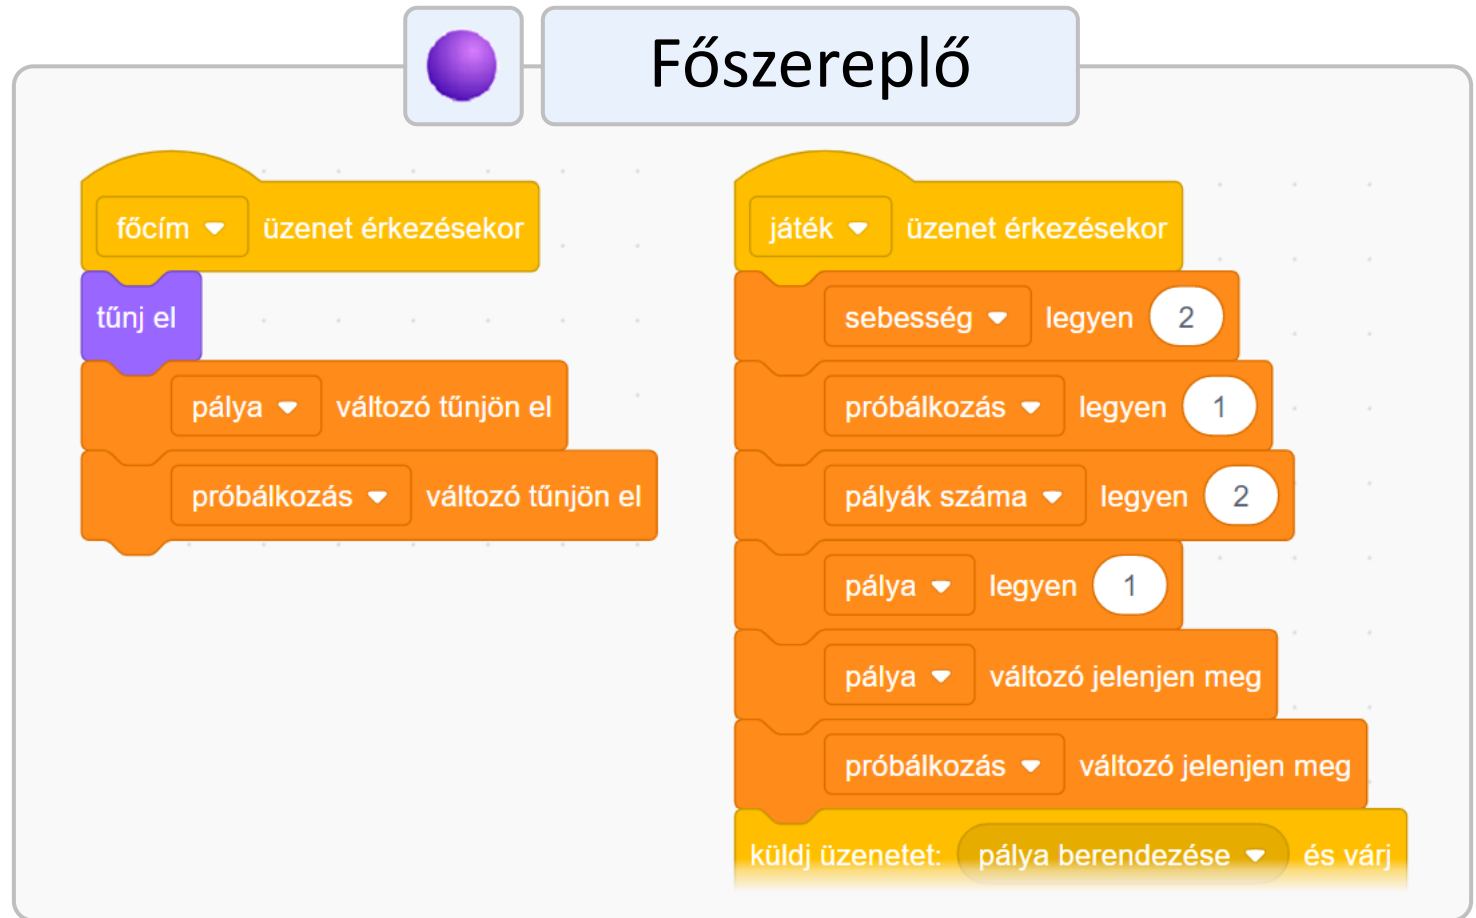 Főszereplő
főcím üzenet érkezésekor
tűnj el
pálya változó tűnjön el
próbálkozás változó tűnjön el
játék üzenet érkezésekor
sebesség legyen 2
próbálkozás legyen 1
pályák száma legyen 2
pálya legyen 1
pálya változó jelenjen meg
próbálkozás változó jelenjen meg
küldj üzenetet: pálya berendezése és várj